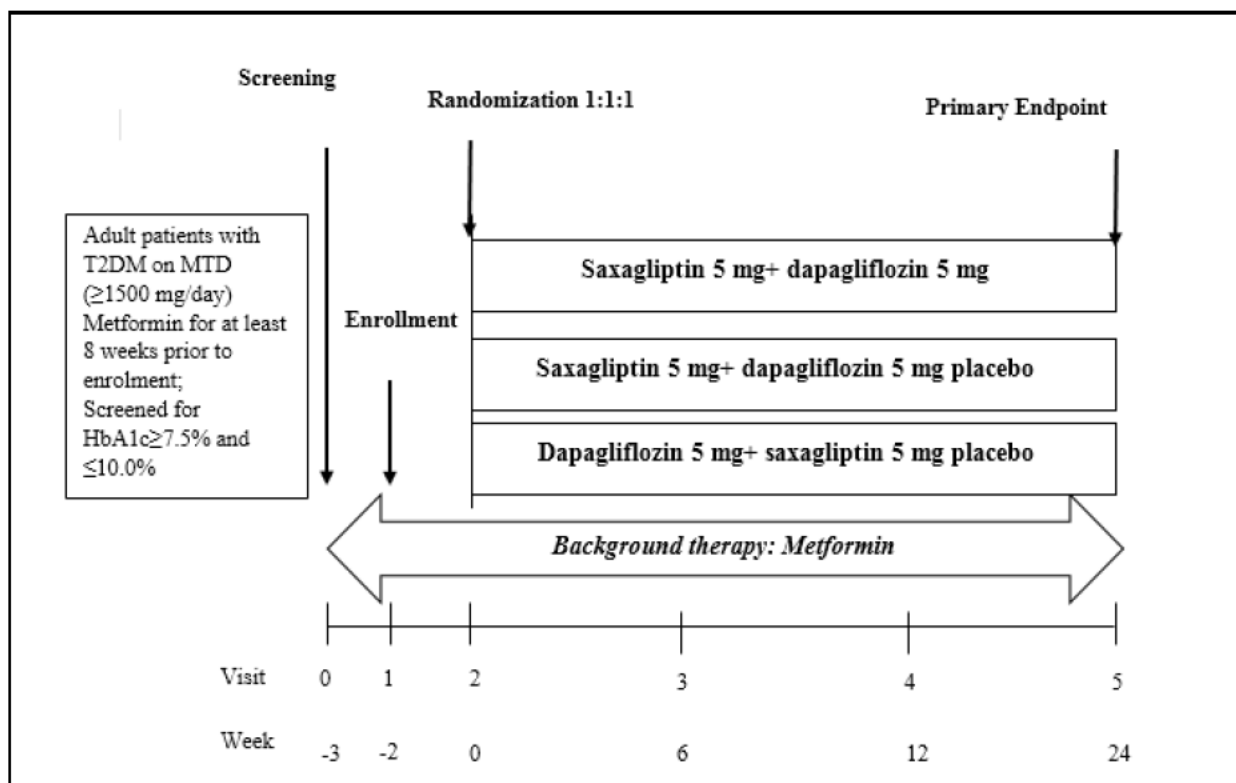 Screening
Randomization 1:1:1
Primary Endpoint
Adult patients with
T2DM on MTD
(≥1500 mg/day)
Metformin for at least
8 weeks prior to
enrolment;
Screened for
HbA1c≥7.5% and
≤10.0%
Enrollment
Saxagliptin 5 mg+ dapagliflozin 5 mg
Saxagliptin 5 mg+ dapagliflozin 5 mg placebo
Dapagliflozin 5 mg+ saxagliptin 5 mg placebo
Background therapy: Metformin
Visit 0 1 2 3 4 5
Week -3 -2 0 6 12 24